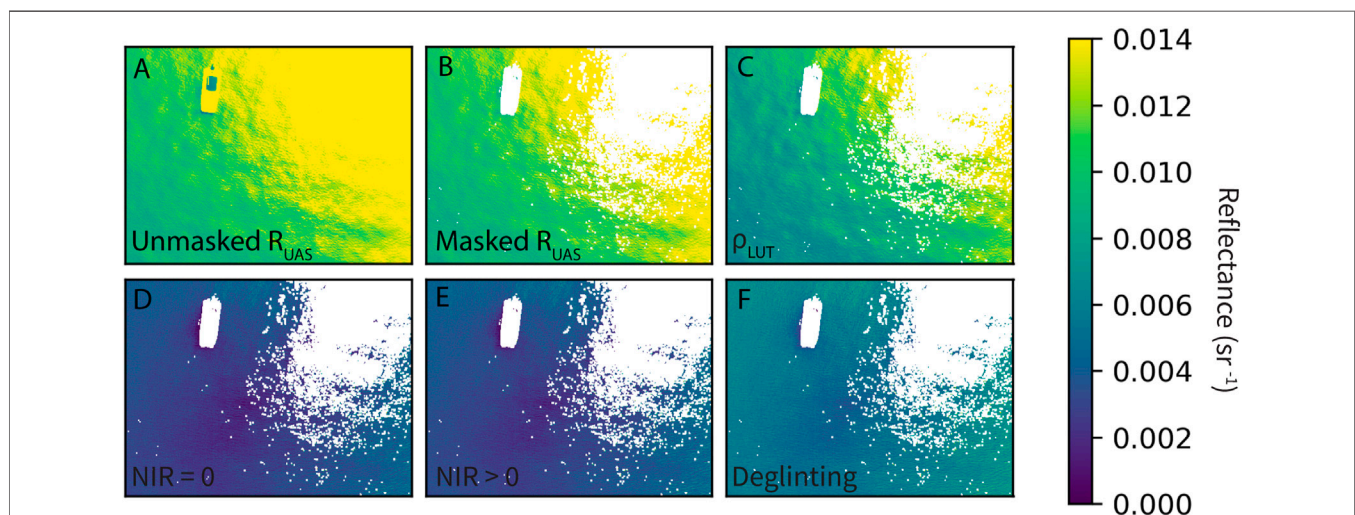 A
Unmasked R_UAS
B
Masked R_UAS
C
ρ_LUT
D
NIR = 0
E
NIR > 0
F
Deglinting
0.014
0.012
0.010
0.008
0.006
0.004
0.002
0.000
Reflectance (sr⁻¹)